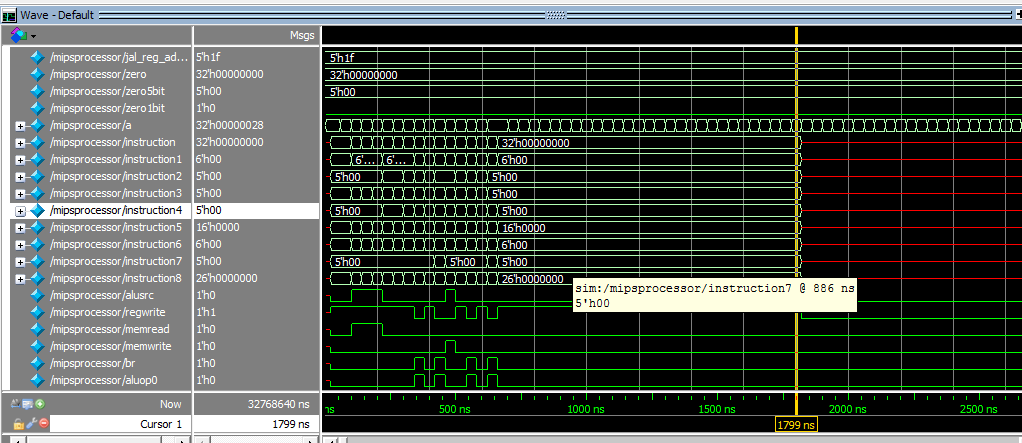 Wave - Default
Msgs
/mipsprocessor/jal_reg_ad... 5'h1f 5'h1f
/mipsprocessor/zero 32'h00000000 32'h00000000
/mipsprocessor/zero5bit 5'h00 5'h00
/mipsprocessor/zero1bit 1'h0
/mipsprocessor/a 32'h00000028
/mipsprocessor/instruction 32'h00000000 32'h00000000
/mipsprocessor/instruction1 6'h00 6'... 6'... 6'h00
/mipsprocessor/instruction2 5'h00 5'h00 5'h00
/mipsprocessor/instruction3 5'h00 5'h00
/mipsprocessor/instruction4 5'h00 5'h00 5'h00
/mipsprocessor/instruction5 16'h0000 16'h0000
/mipsprocessor/instruction6 6'h00 6'h00
/mipsprocessor/instruction7 5'h00 5'h00 5'h00 5'h00
/mipsprocessor/instruction8 26'h0000000 26'h0000000
sim:/mipsprocessor/instruction7 @ 886 ns
5'h00
/mipsprocessor/alusrc 1'h0
/mipsprocessor/regwrite 1'h1
/mipsprocessor/memread 1'h0
/mipsprocessor/memwrite 1'h0
/mipsprocessor/br 1'h0
/mipsprocessor/aluop0 1'h0
Now 32768640 ns ns 500 ns 1000 ns 1500 ns 2000 ns 2500 ns
Cursor 1 1799 ns 1799 ns